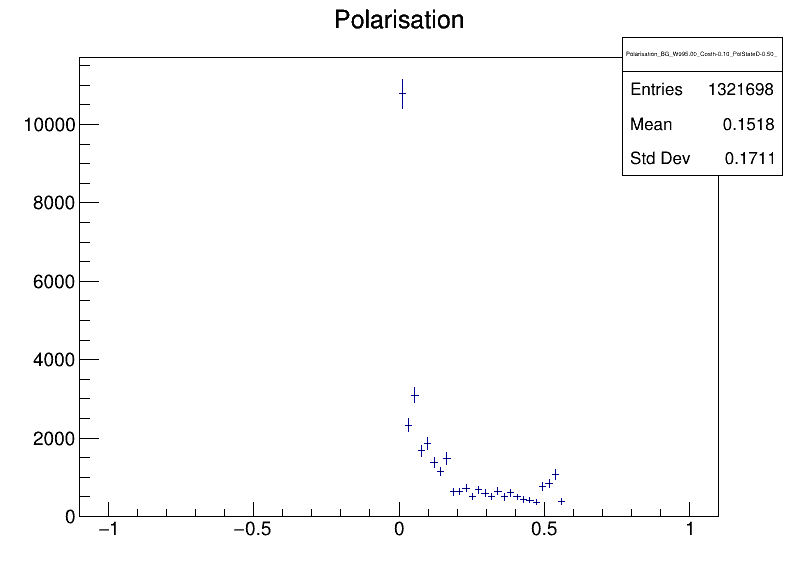 Polarisation
Polarisation_BG_W995.00_Costh-0.10_PolStateD-0.50_
Entries 1321698
Mean 0.1518
Std Dev 0.1711
10000
8000
6000
4000
2000
0
−1 −0.5 0 0.5 1